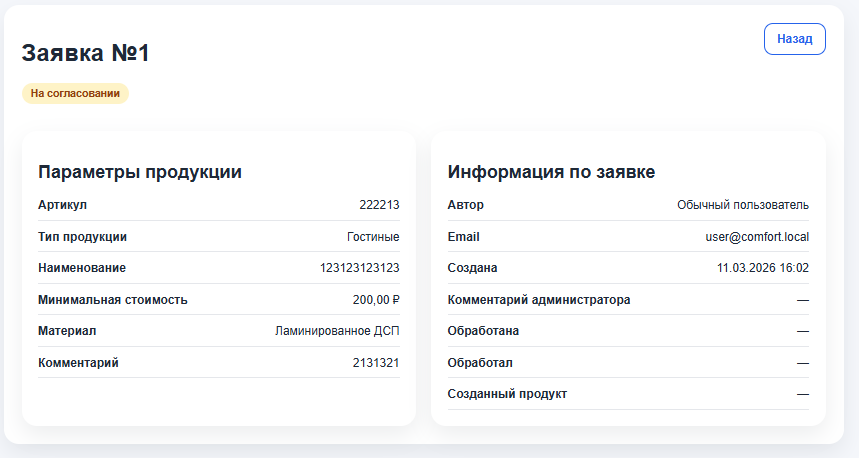 Заявка №1
Назад
На согласовании
Параметры продукции
Артикул 222213
Тип продукции Гостиные
Наименование 123123123123
Минимальная стоимость 200,00 ₽
Материал Ламинированное ДСП
Комментарий 2131321
Информация по заявке
Автор Обычный пользователь
Email user@comfort.local
Создана 11.03.2026 16:02
Комментарий администратора —
Обработана —
Обработал —
Созданный продукт —